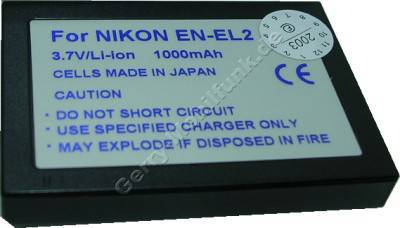 For NIKON EN-EL2
3.7V/Li-ion 1000mAh
CELLS MADE IN JAPAN
CAUTION
• DO NOT SHORT CIRCUIT
• USE SPECIFIED CHARGER ONLY
• MAY EXPLODE IF DISPOSED IN FIRE
CE
2003